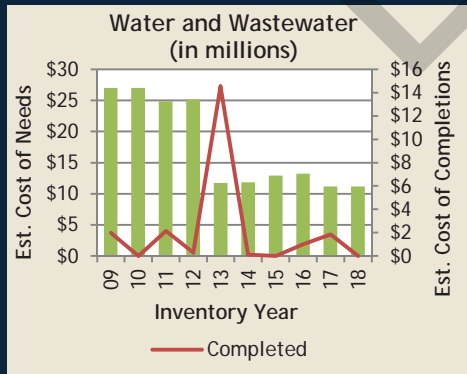 Water and Wastewater
(in millions)
Est. Cost of Needs
$30
$25
$20
$15
$10
$5
$0
$16
$14
$12
$10
$8
$6
$4
$2
$0
Est. Cost of Completions
09 10 11 12 13 14 15 16 17 18
Inventory Year
Completed